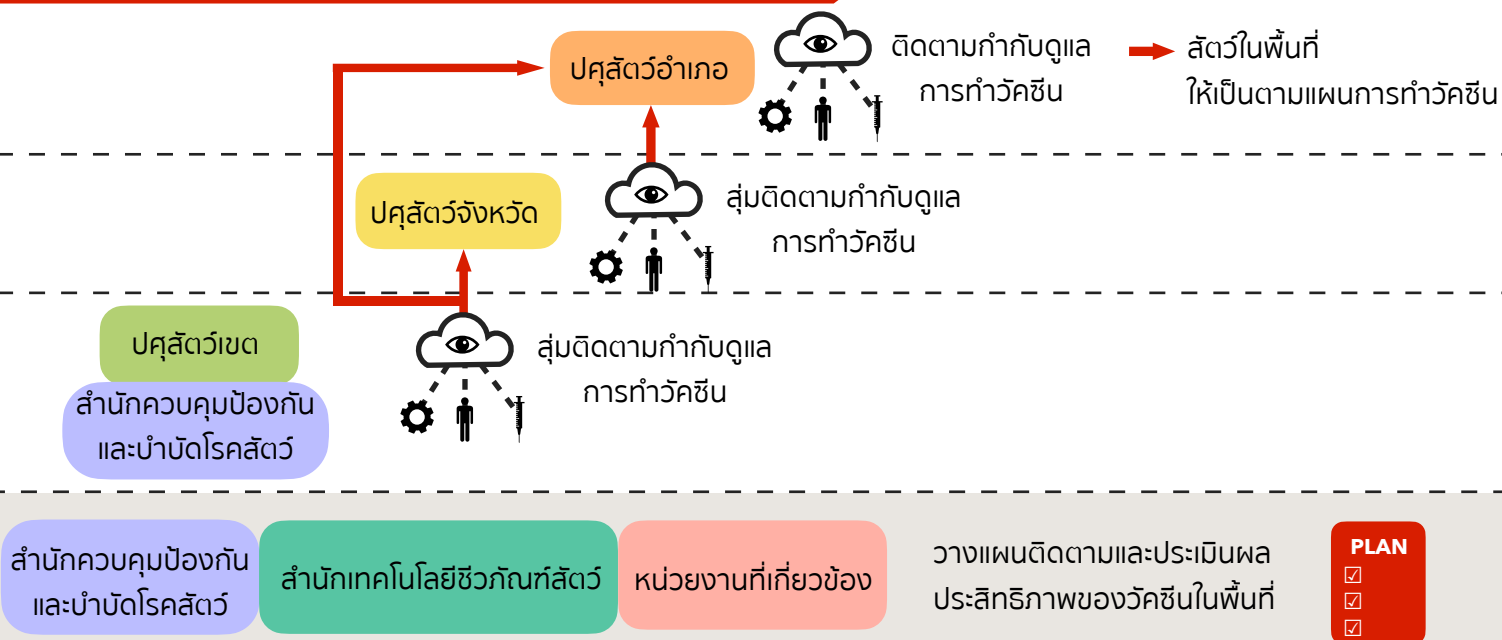 ปศุสัตว์อำเภอ
ติดตามกำกับดูแล
การทำวัคซีน
สัตว์ในพื้นที่
ให้เป็นตามแผนการทำวัคซีน
ปศุสัตว์จังหวัด
สุ่มติดตามกำกับดูแล
การทำวัคซีน
ปศุสัตว์เขต
สำนักควบคุมป้องกัน
และบำบัดโรคสัตว์
สุ่มติดตามกำกับดูแล
การทำวัคซีน
สำนักควบคุมป้องกัน
และบำบัดโรคสัตว์
สำนักเทคโนโลยีชีวภัณฑ์สัตว์
หน่วยงานที่เกี่ยวข้อง
วางแผนติดตามและประเมินผล
ประสิทธิภาพของวัคซีนในพื้นที่
PLAN
☑
☑
☑